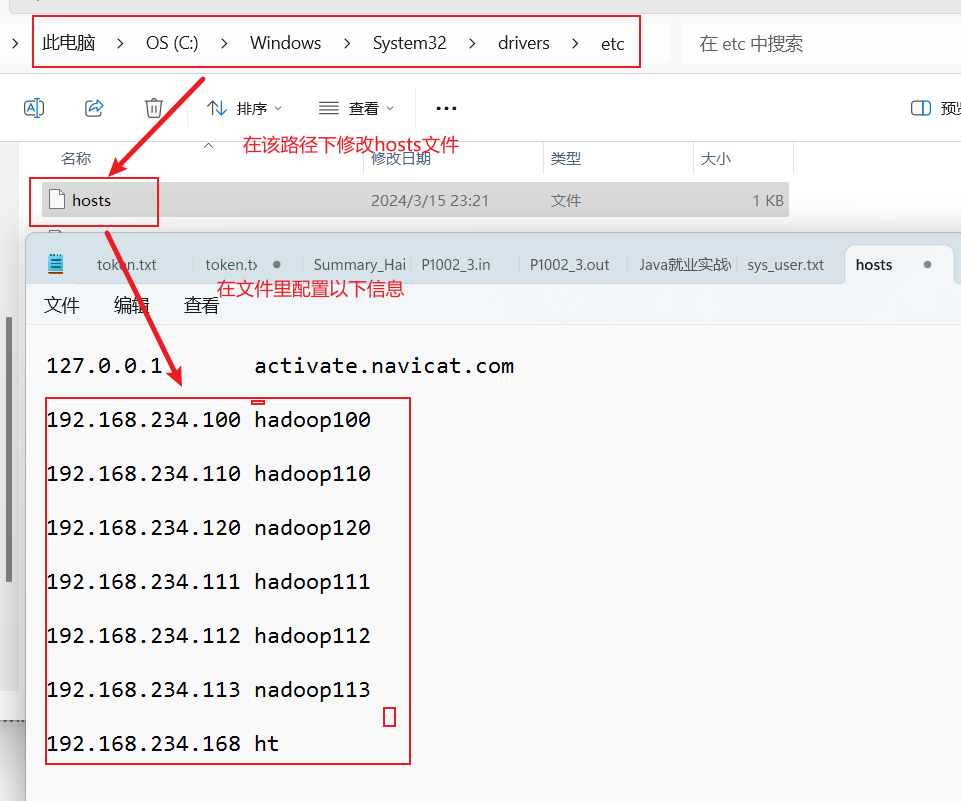 此电脑 > OS (C:) > Windows > System32 > drivers > etc
在 etc 中搜索
排序
查看
在该路径下修改hosts文件
名称
修改日期
类型
大小
hosts
2024/3/15 23:21
文件
1 KB
token.txt
token.tx
Summary_Hai
P1002_3.in
P1002_3.out
Java就业实战
sys_user.txt
hosts
在文件里配置以下信息
文件
编辑
查看
127.0.0.1 activate.navicat.com
192.168.234.100 hadoop100
192.168.234.110 hadoop110
192.168.234.120 nadoop120
192.168.234.111 hadoop111
192.168.234.112 hadoop112
192.168.234.113 nadoop113
192.168.234.168 ht